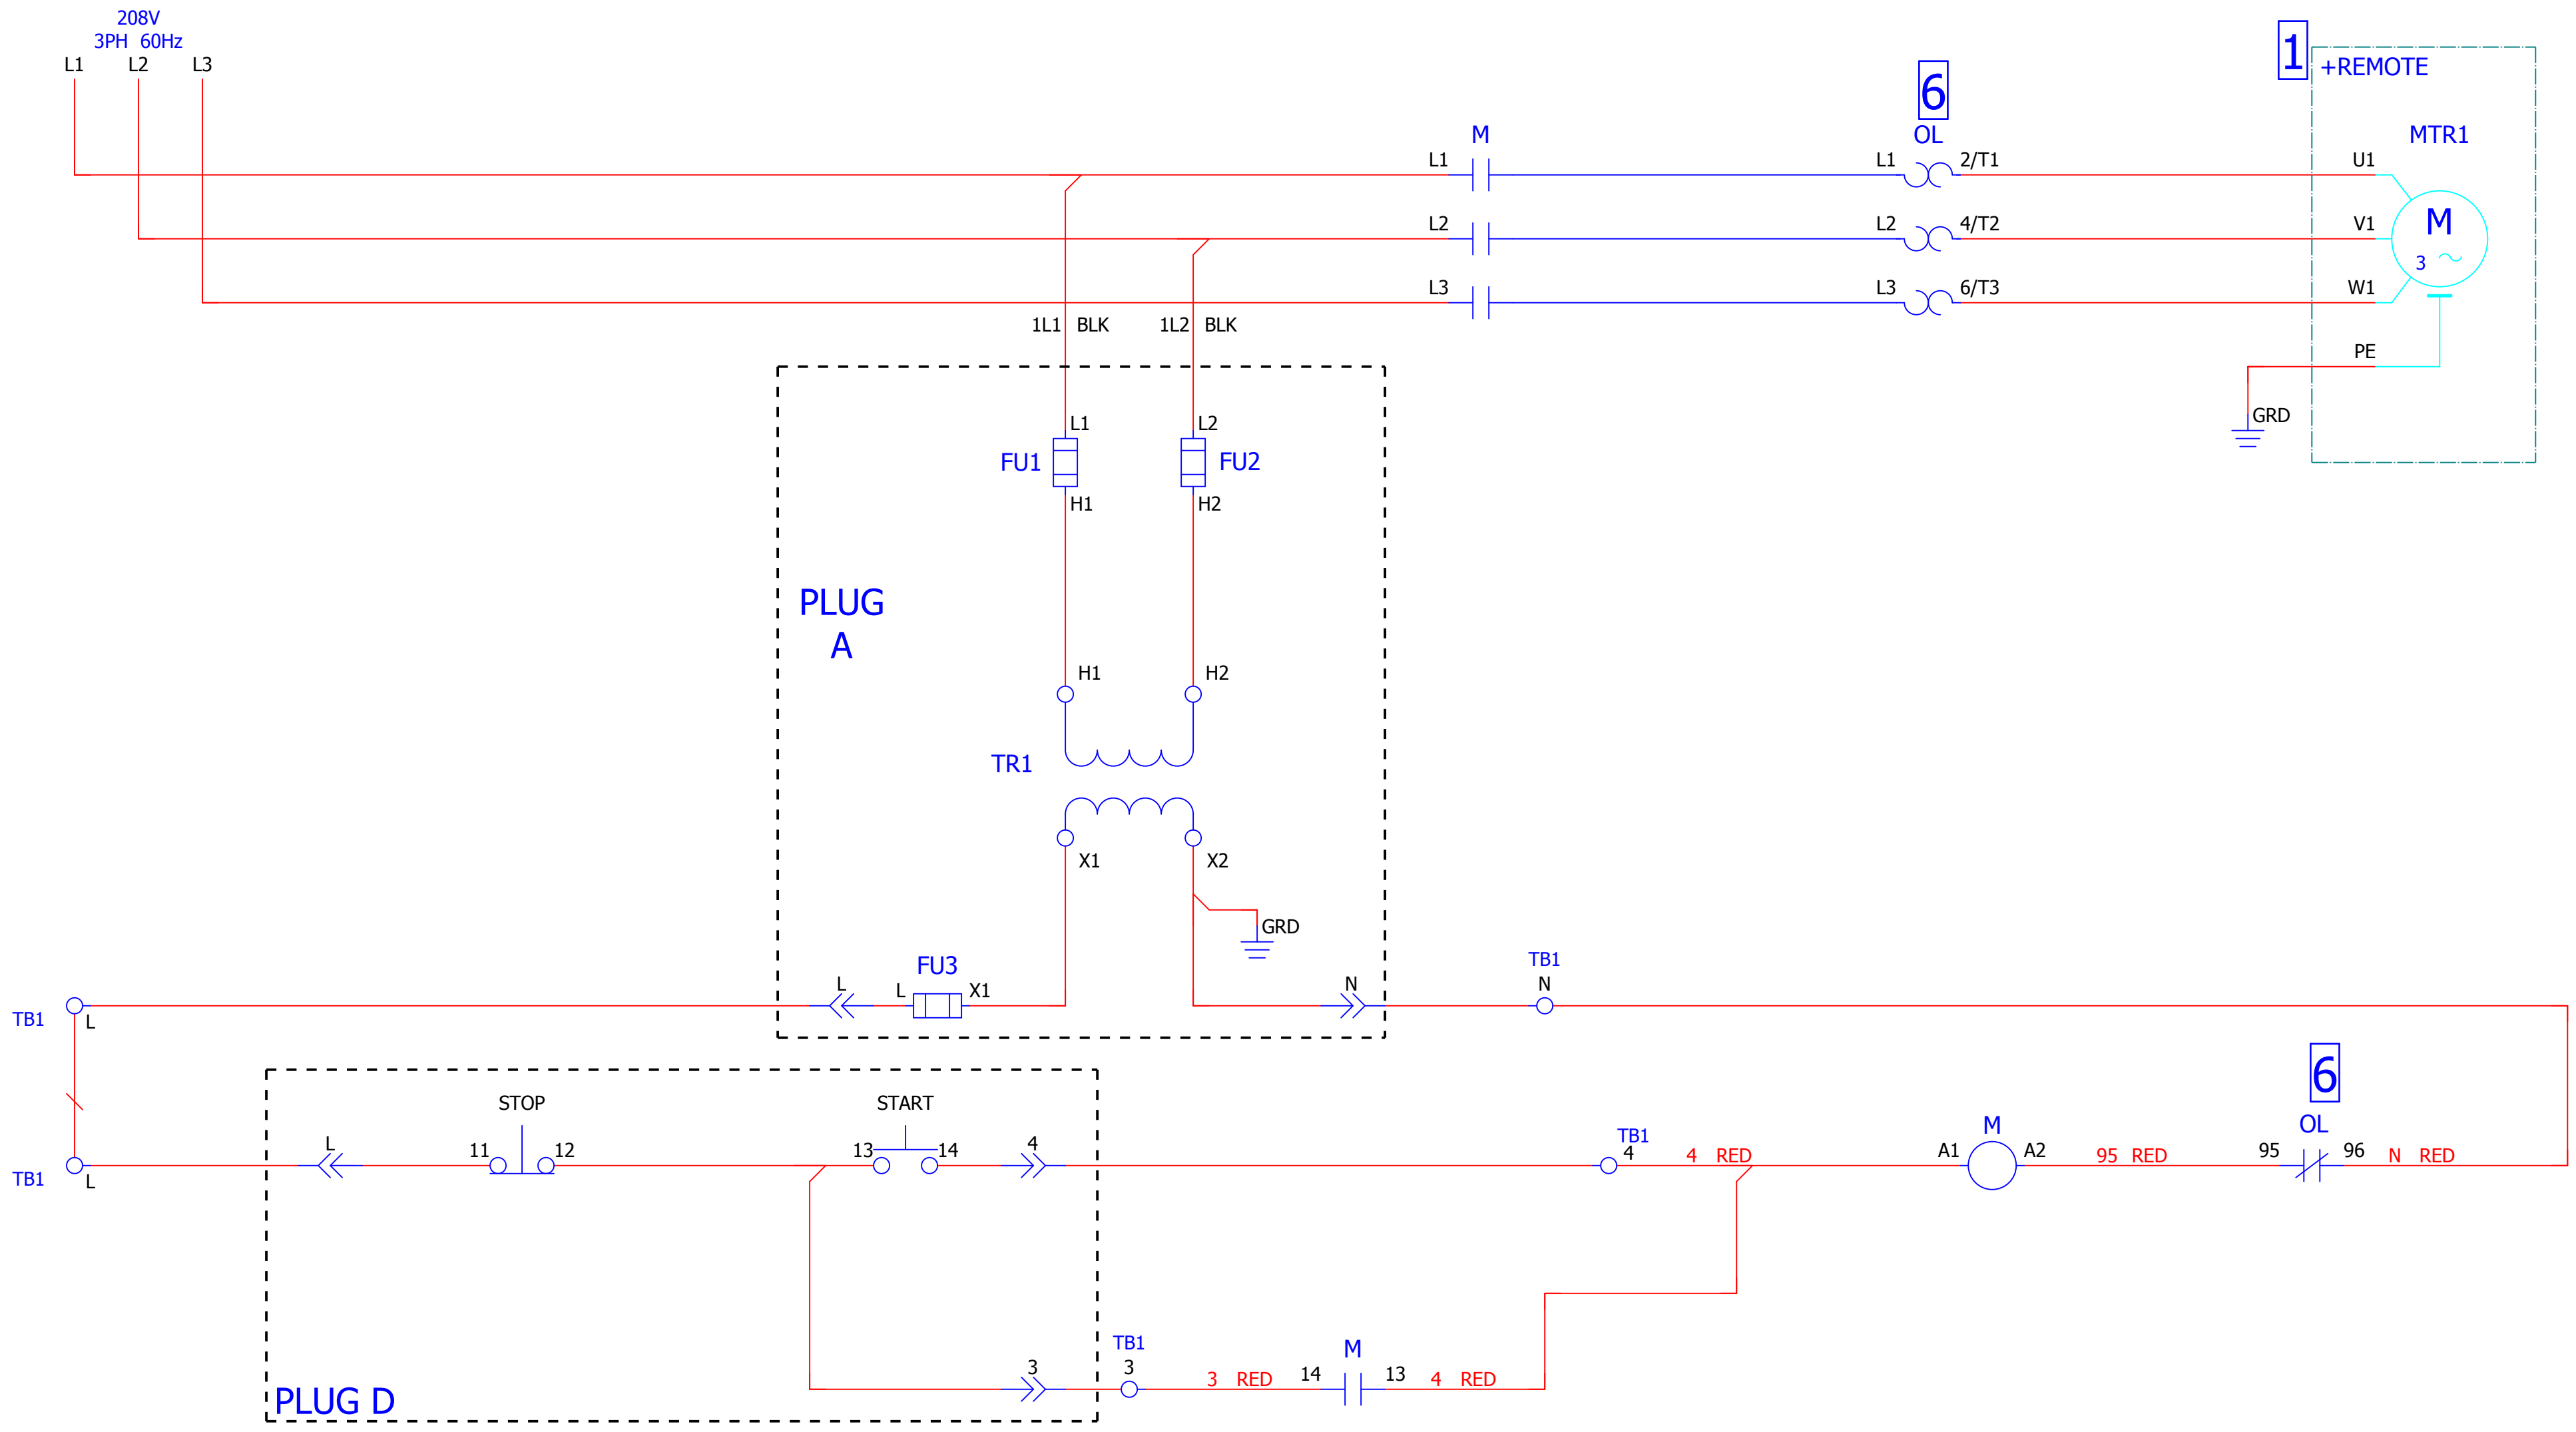 208V
3PH 60Hz
L1 L2 L3
1
+REMOTE
6
OL
M
MTR1
L1 L1 2/T1 U1
L2 L2 4/T2 V1
M
3
L3 L3 6/T3 W1
1L1 BLK 1L2 BLK
PE
GRD
L1 L2
FU1 FU2
H1 H2
PLUG
A
H1 H2
TR1
X1 X2
GRD
FU3
L L X1 N
TB1
N
TB1 L
6
STOP START
OL
M
TB1
L 11 12 13 14 4 4 4 RED A1 A2 95 RED 95 96 N RED
TB1 L
TB1
M
3 3 3 RED 14 13 4 RED
PLUG D